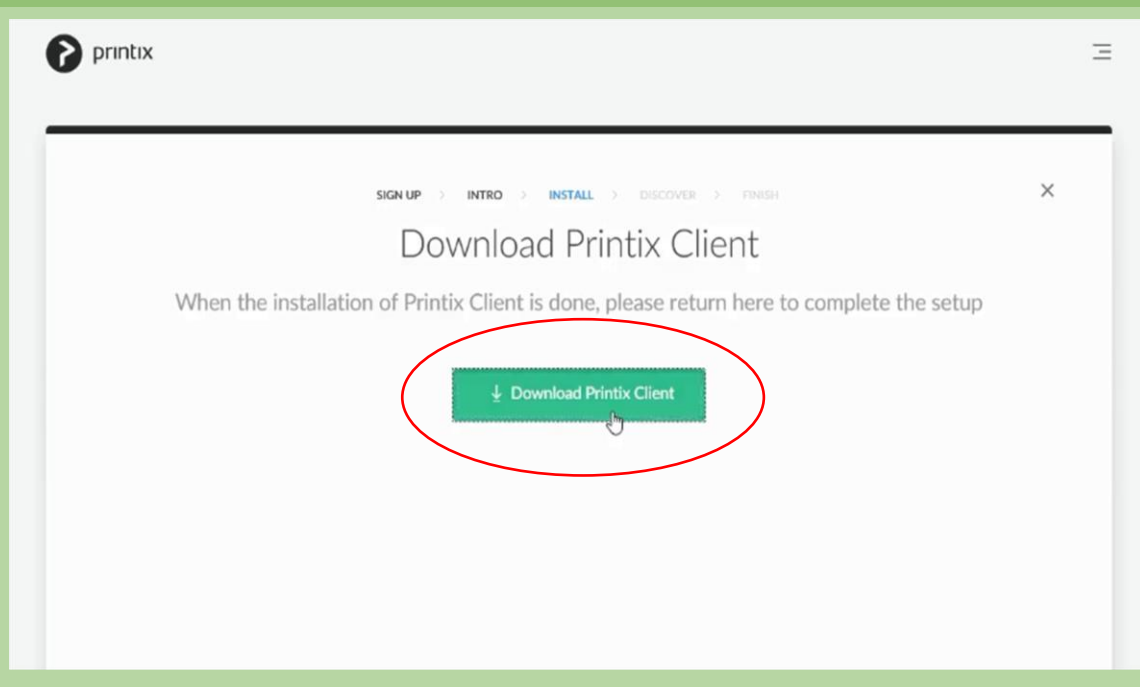 printix
SIGN UP > INTRO > INSTALL > DISCOVER > FINISH
Download Printix Client
When the installation of Printix Client is done, please return here to complete the setup
Download Printix Client